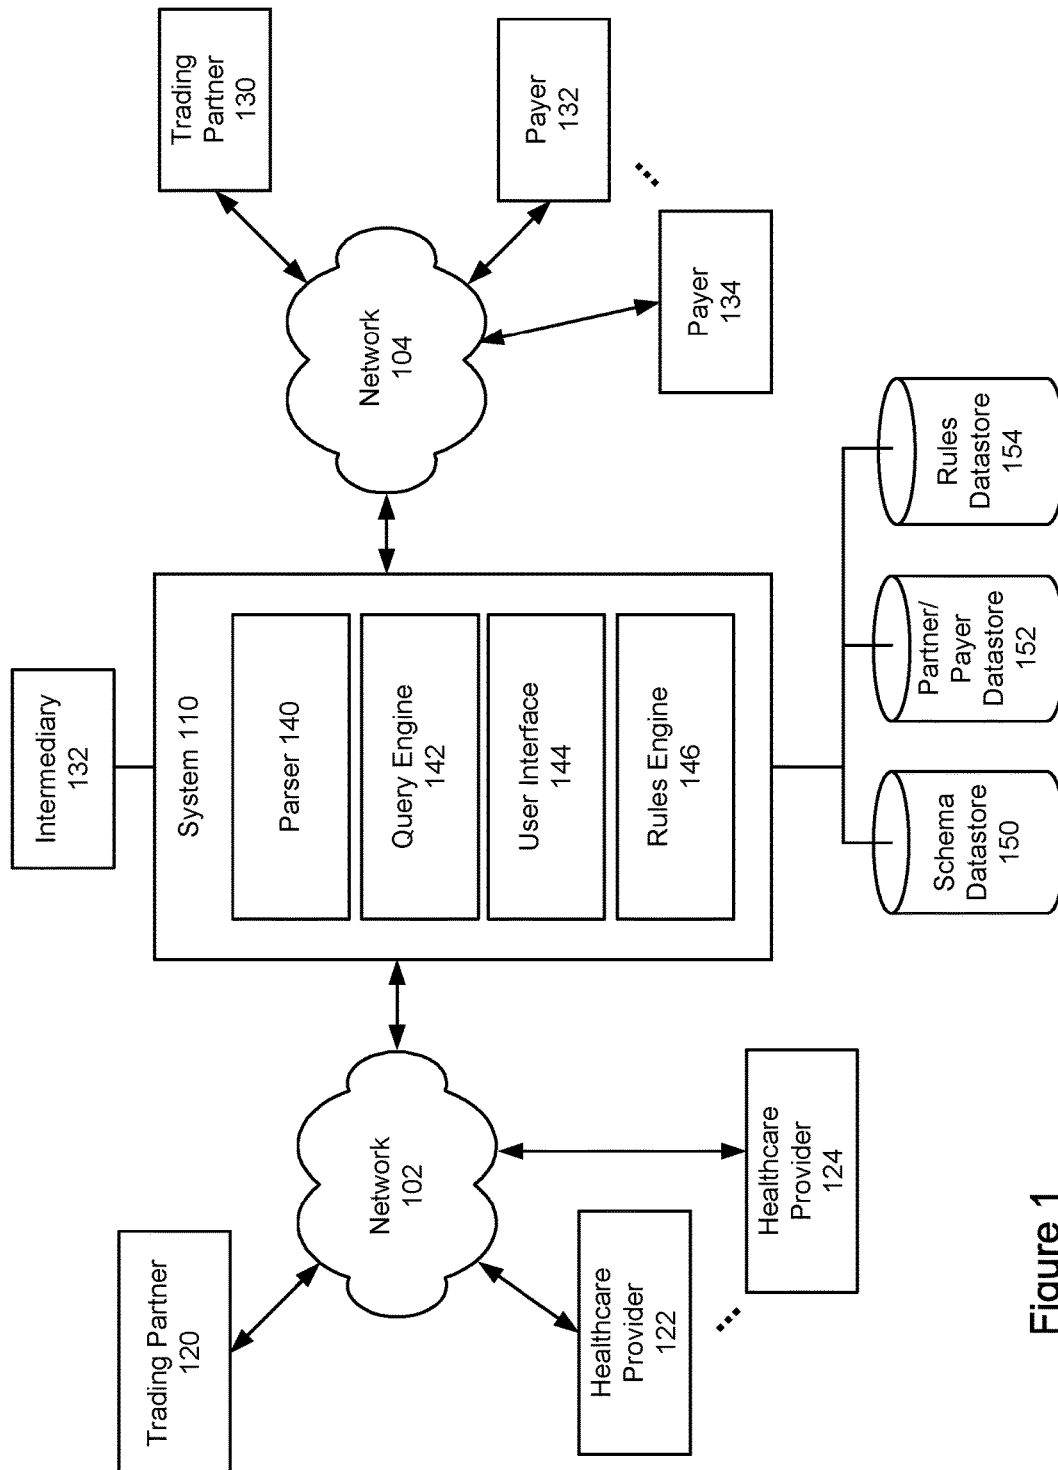 Intermediary
132
System 110
Parser 140
Query Engine
142
User Interface
144
Rules Engine
146
Trading Partner
120
Network
102
Healthcare
Provider
122
...
Healthcare
Provider
124
Network
104
Trading
Partner
130
Payer
132
...
Payer
134
Schema
Datastore
150
Partner/
Payer
Datastore
152
Rules
Datastore
154
Figure 1